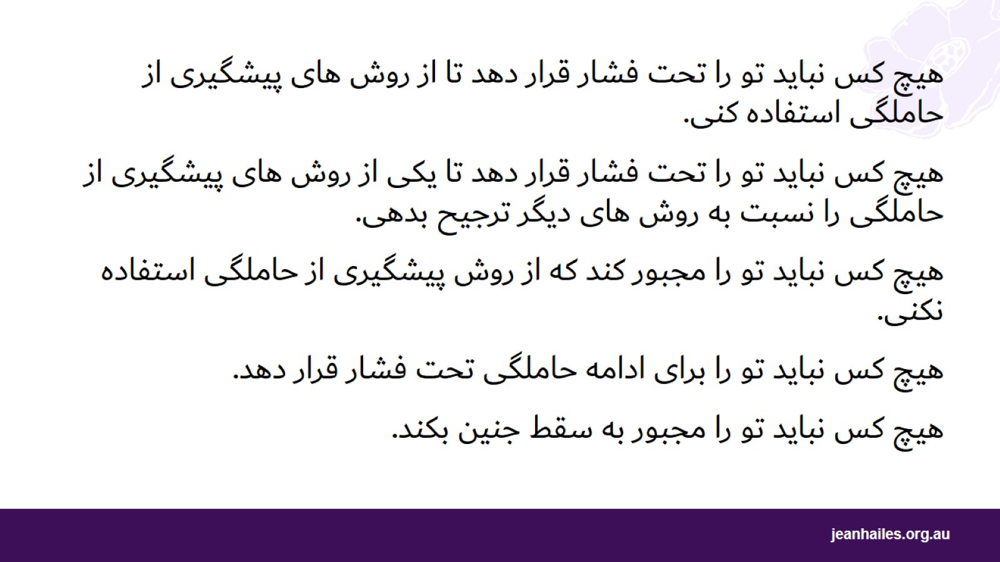 هیچ کس نباید تو را تحت فشار قرار دهد تا از روش های پیشگیری از
حاملگی استفاده کنی.
هیچ کس نباید تو را تحت فشار قرار دهد تا یکی از روش های پیشگیری از
حاملگی را نسبت به روش های دیگر ترجیح بدهی.
هیچ کس نباید تو را مجبور کند که از روش پیشگیری از حاملگی استفاده
نکنی.
هیچ کس نباید تو را برای ادامه حاملگی تحت فشار قرار دهد.
هیچ کس نباید تو را مجبور به سقط جنین بکند.
jeanhailes.org.au